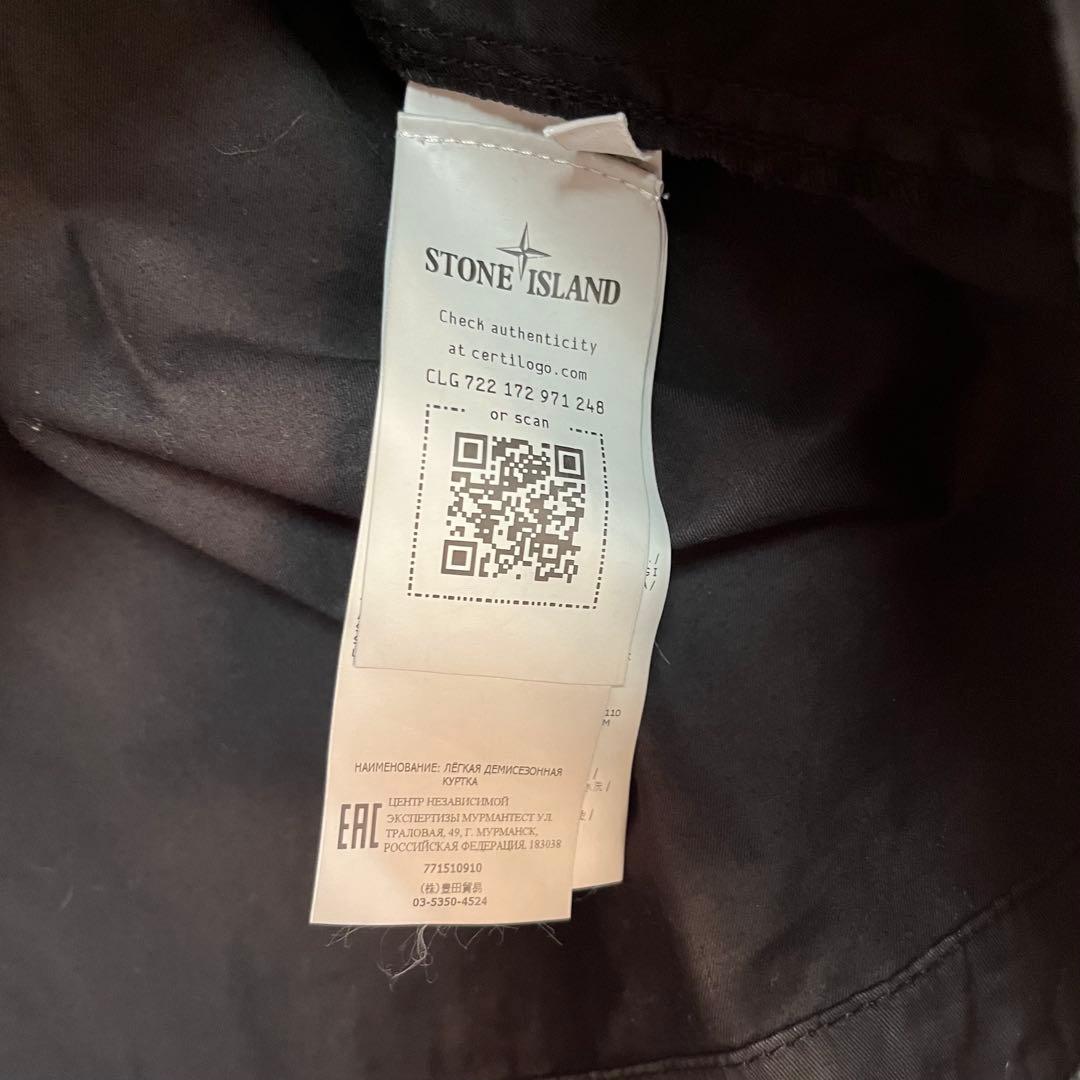 STONE ISLAND
Check authenticity
at certilogo.com
CLG 722 172 971 248
or scan
НАИМЕНОВАНИЕ: ЛЁГКАЯ ДЕМИСЕЗОННАЯ
КУРТКА
EAC
ЦЕНТР НЕЗАВИСИМОЙ
ЭКСПЕРТИЗЫ МУРМАНТЕСТ УЛ.
ТРАЛОВАЯ, 49, Г. МУРМАНСК,
РОССИЙСКАЯ ФЕДЕРАЦИЯ. 183038
771510910
(株)豊田貿易
03-5350-4524
110
M